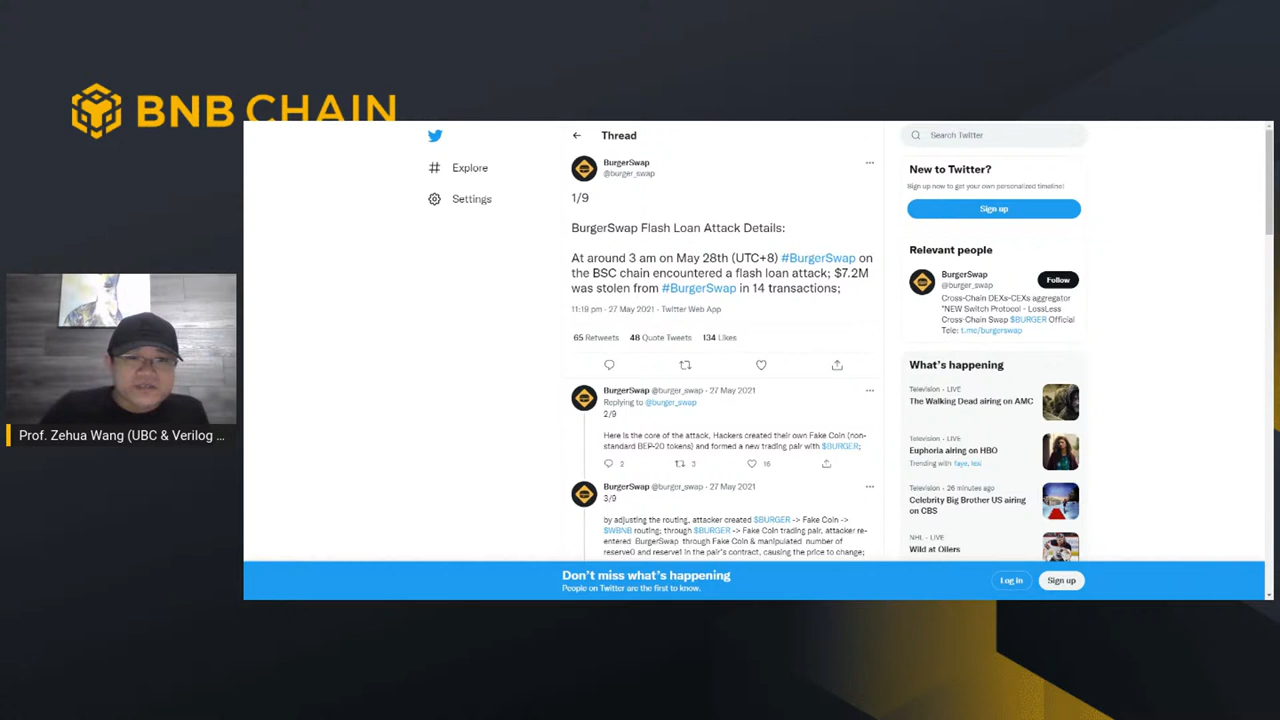 BNB CHAIN
Prof. Zehua Wang (UBC & Verilog ...
Explore
Settings
Thread
BurgerSwap
@burger_swap
1/9
BurgerSwap Flash Loan Attack Details:
At around 3 am on May 28th (UTC+8) #BurgerSwap on
the BSC chain encountered a flash loan attack; $7.2M
was stolen from #BurgerSwap in 14 transactions;
11:19 pm · 27 May 2021 · Twitter Web App
65 Retweets 48 Quote Tweets 134 Likes
BurgerSwap @burger_swap · 27 May 2021
Replying to @burger_swap
2/9
Here is the core of the attack, Hackers created their own Fake Coin (non-
standard BEP-20 tokens) and formed a new trading pair with $BURGER;
2 3 16
BurgerSwap @burger_swap · 27 May 2021
3/9
by adjusting the routing, attacker created $BURGER -> Fake Coin ->
$WBNB routing; through $BURGER -> Fake Coin trading pair, attacker re-
entered BurgerSwap through Fake Coin & manipulated number of
reserve0 and reserve1 in the pair's contract, causing the price to change;
Search Twitter
New to Twitter?
Sign up now to get your own personalized timeline!
Sign up
Relevant people
BurgerSwap
@burger_swap
Follow
Cross-Chain DEXs-CEXs aggregator
"NEW Switch Protocol - LossLess
Cross-Chain Swap $BURGER Official
Tele: t.me/burgerswap
What's happening
Television · LIVE
The Walking Dead airing on AMC
Television · LIVE
Euphoria airing on HBO
Trending with faye, lexi
Television · 26 minutes ago
Celebrity Big Brother US airing
on CBS
NHL · LIVE
Wild at Oilers
Don't miss what's happening
People on Twitter are the first to know.
Log in
Sign up